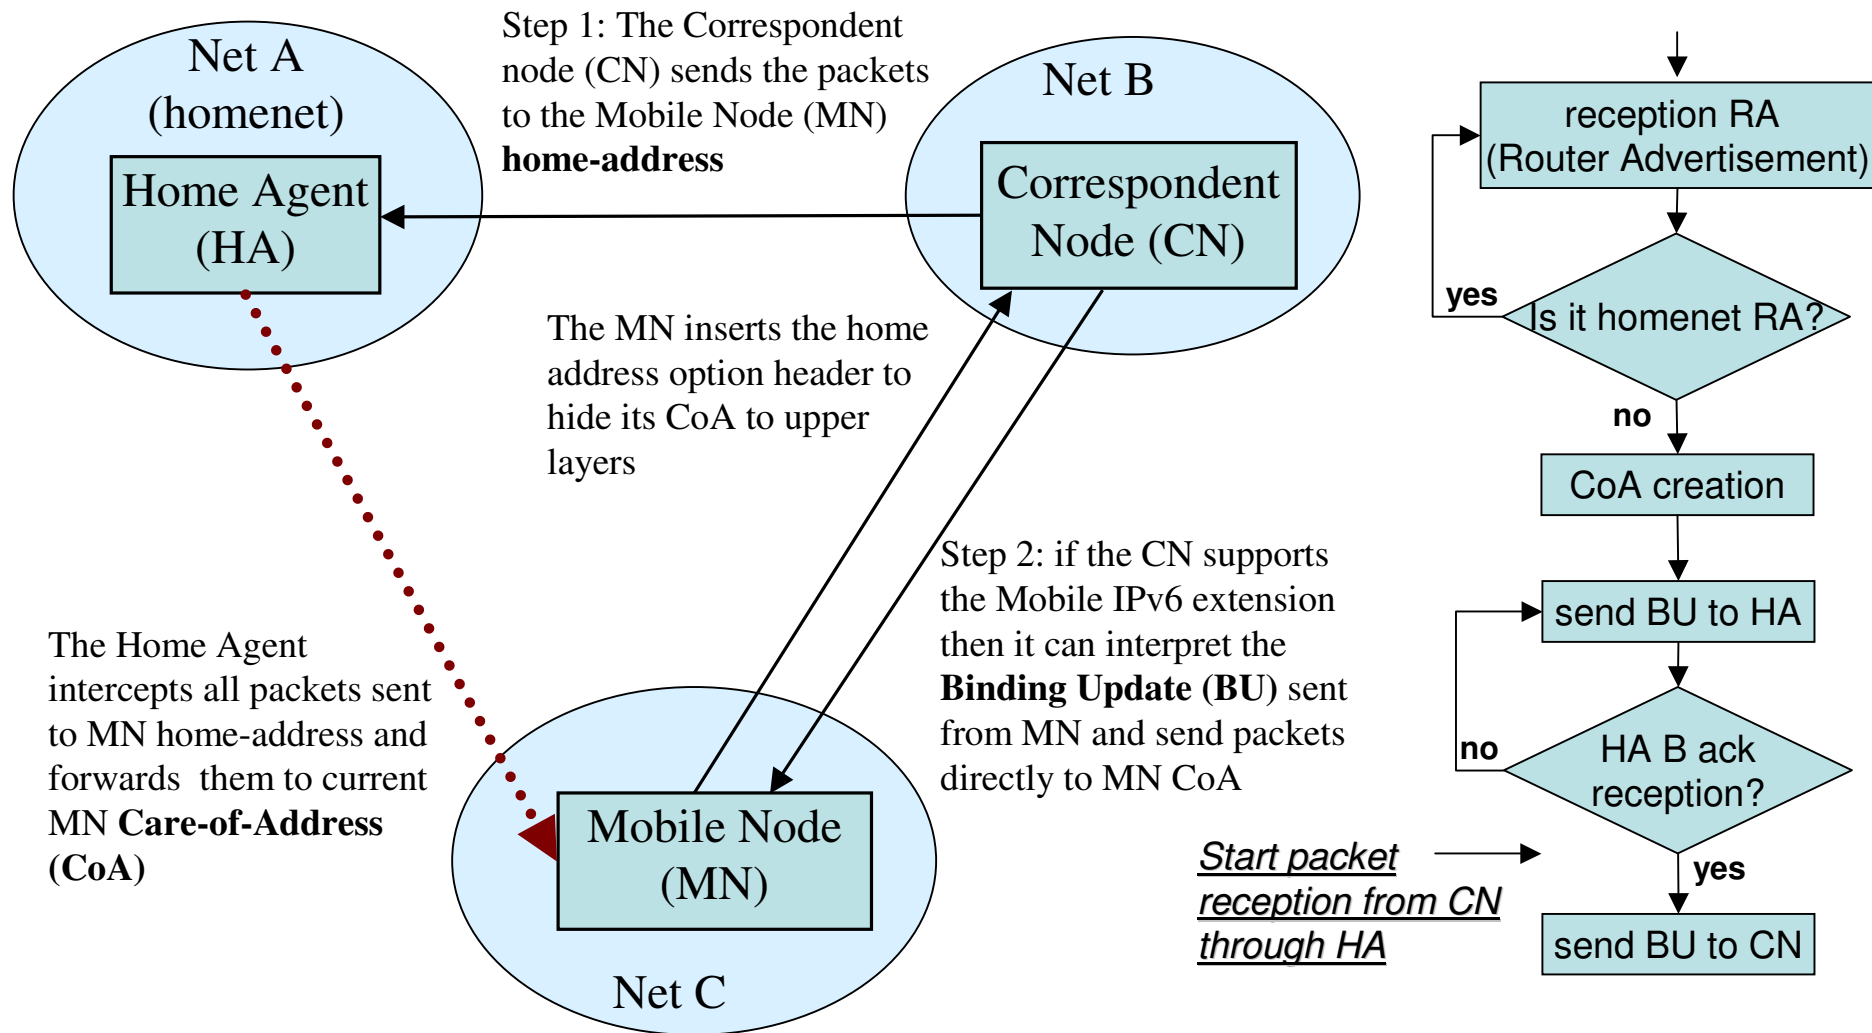 Net A
(homenet)
Home Agent
(HA)
Step 1: The Correspondent
node (CN) sends the packets
to the Mobile Node (MN)
home-address
Net B
Correspondent
Node (CN)
The MN inserts the home
address option header to
hide its CoA to upper
layers
Step 2: if the CN supports
the Mobile IPv6 extension
then it can interpret the
Binding Update (BU) sent
from MN and send packets
directly to MN CoA
The Home Agent
intercepts all packets sent
to MN home-address and
forwards them to current
MN Care-of-Address
(CoA)
Mobile Node
(MN)
Net C
reception RA
(Router Advertisement)
yes
Is it homenet RA?
no
CoA creation
send BU to HA
no
HA B ack
reception?
Start packet
reception from CN
through HA
yes
send BU to CN